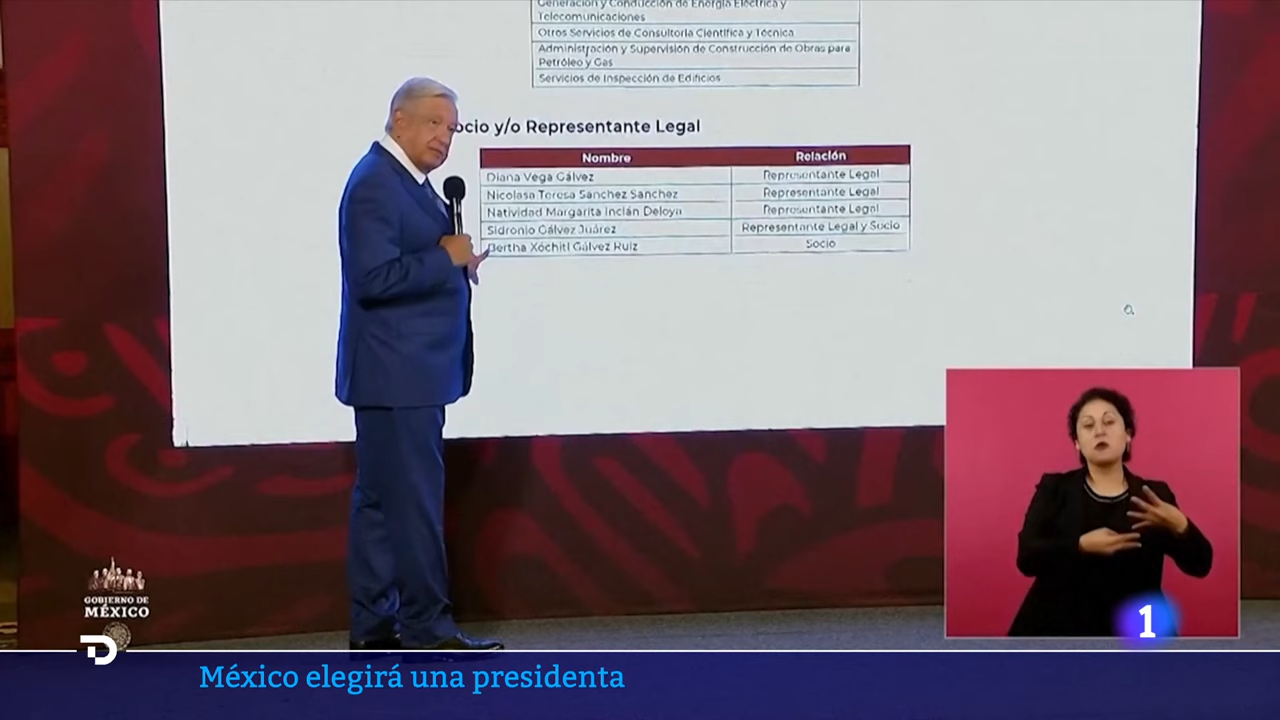 Generación y Conducción de Energía Eléctrica y
Telecomunicaciones
Otros Servicios de Consultoría Científica y Técnica
Administración y Supervisión de Construcción de Obras para
Petróleo y Gas
Servicios de Inspección de Edificios
ocio y/o Representante Legal
Nombre Relación
Diana Vega Gálvez Representante Legal
Nicolasa Teresa Sánchez Sánchez Representante Legal
Natividad Margarita Inclán Deloya Representante Legal
Sidronio Gálvez Juárez Representante Legal y Socio
Bertha Xóchitl Gálvez Ruiz Socio
GOBIERNO DE
MÉXICO
1
México elegirá una presidenta